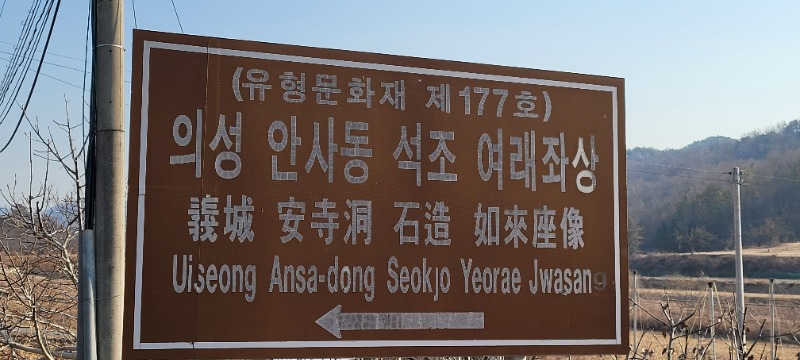 (유형문화재 제177호)
의성 안사동 석조 여래좌상
義城 安寺洞 石造 如來座像
Uiseong Ansa-dong Seokjo Yeorae Jwasang